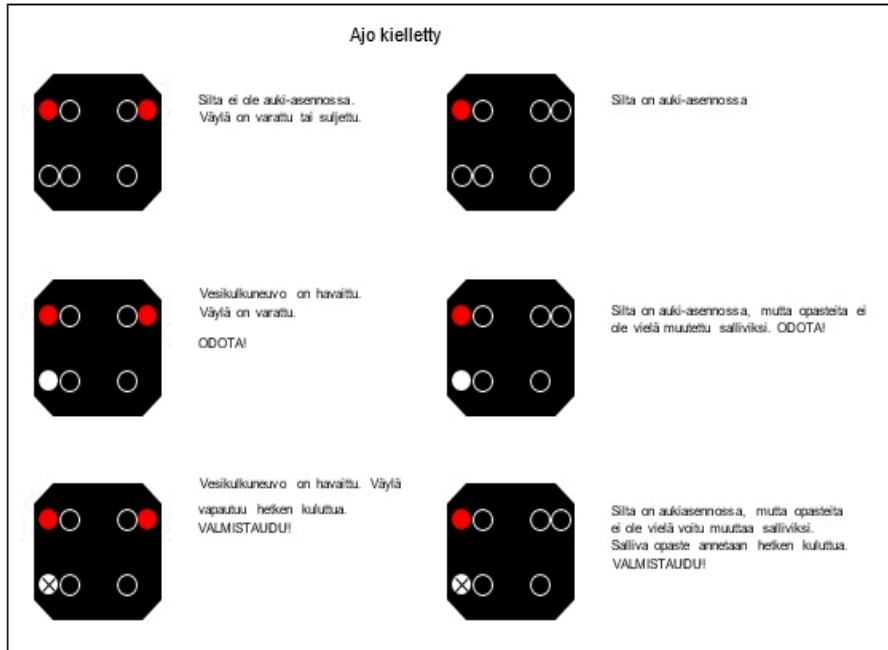 Ajo kielletty
Silta ei ole auki-asennossa.
Väylä on varattu tai suljettu.
Silta on auki-asennossa
Vesikulkuneuvo on havaittu.
Väylä on varattu.
ODOTA!
Silta on auki-asennossa, mutta opasteita ei
ole vielä muutettu salliviksi. ODOTA!
Vesikulkuneuvo on havaittu. Väylä
vapautuu hetken kuluttua.
VALMISTAUDU!
Silta on aukiasennossa, mutta opasteita
ei ole vielä voitu muuttaa salliviksi.
Salliva opaste annetaan hetken kuluttua.
VALMISTAUDU!